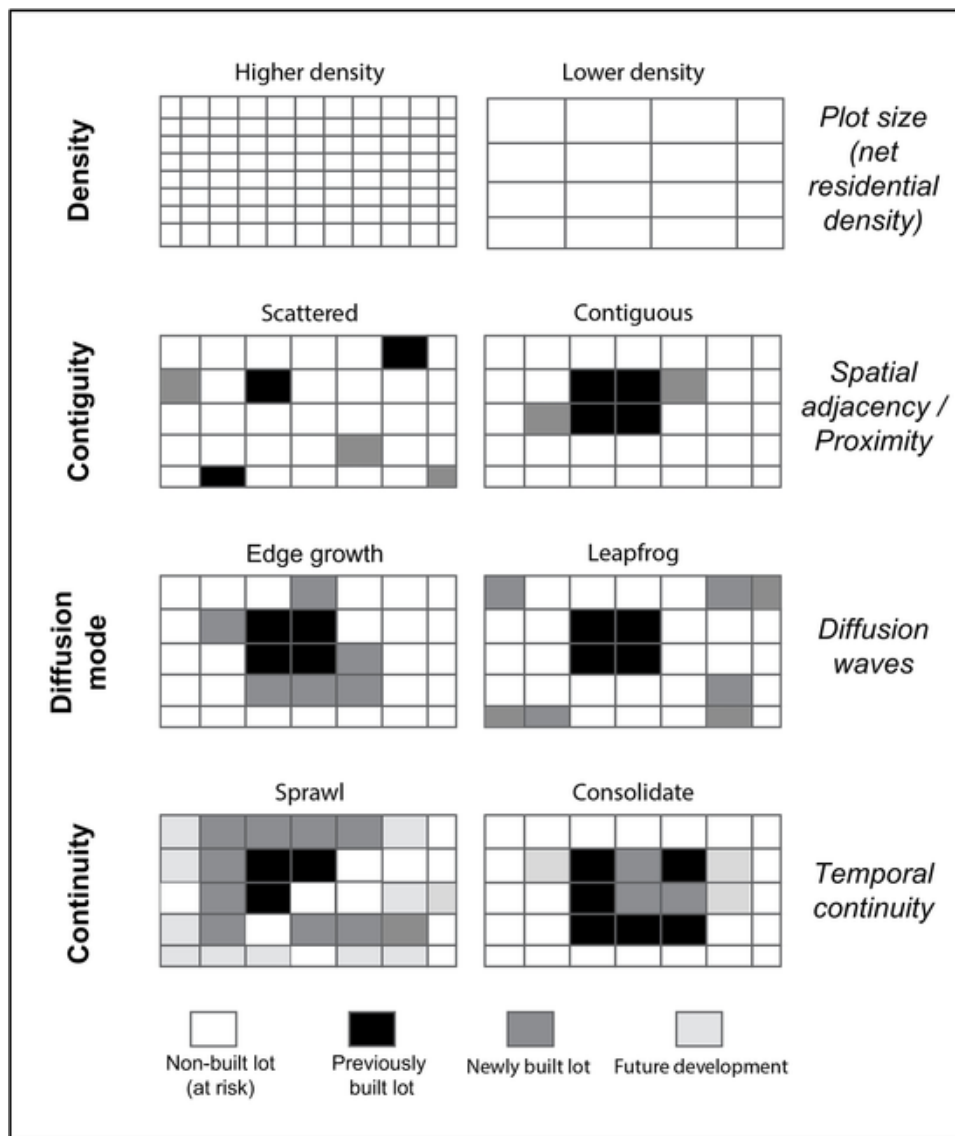 Higher density
Lower density
Density
Plot size
(net
residential
density)
Scattered
Contiguous
Contiguity
Spatial
adjacency /
Proximity
Edge growth
Leapfrog
Diffusion
mode
Diffusion
waves
Sprawl
Consolidate
Continuity
Temporal
continuity
Non-built lot
(at risk)
Previously
built lot
Newly built lot
Future development